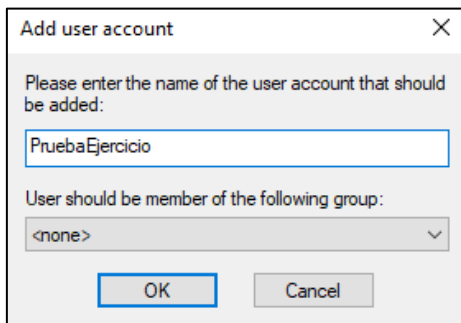 Add user account
Please enter the name of the user account that should
be added:
PruebaEjercicio
User should be member of the following group:
<none>
OK
Cancel